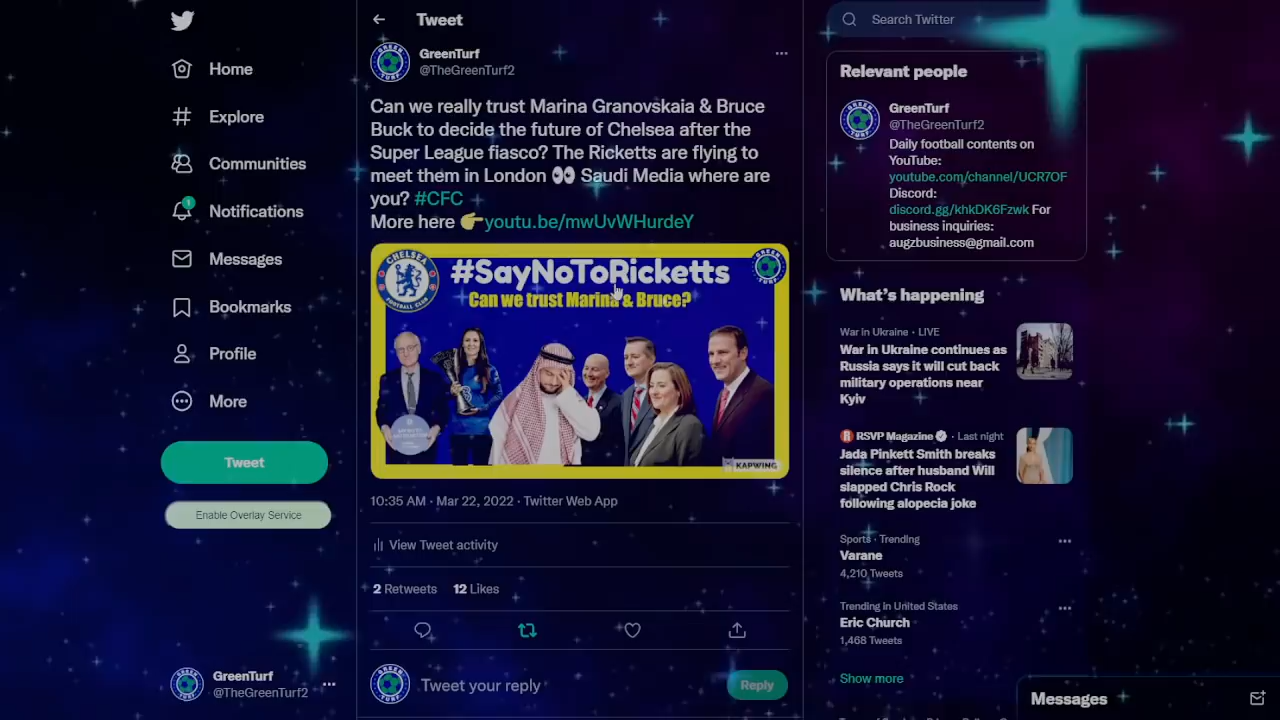 Home
Explore
Communities
1
Notifications
Messages
Bookmarks
Profile
More
Tweet
Enable Overlay Service
GreenTurf
@TheGreenTurf2
Tweet
GreenTurf
@TheGreenTurf2
Can we really trust Marina Granovskaia & Bruce
Buck to decide the future of Chelsea after the
Super League fiasco? The Ricketts are flying to
meet them in London 👀 Saudi Media where are
you? #CFC
More here 👉youtu.be/mwUvWHurdeY
CHELSEA
FOOTBALL CLUB
#SayNoToRicketts
GREEN
TURF
Can we trust Marina & Bruce?
KAPWING
10:35 AM · Mar 22, 2022 · Twitter Web App
View Tweet activity
2 Retweets 12 Likes
Tweet your reply
Reply
Search Twitter
Relevant people
GreenTurf
@TheGreenTurf2
Daily football contents on
YouTube:
youtube.com/channel/UCR7OF
Discord:
discord.gg/khkDK6Fzwk For
business inquiries:
augzbusiness@gmail.com
What's happening
War in Ukraine · LIVE
War in Ukraine continues as
Russia says it will cut back
military operations near
Kyiv
RSVP Magazine · Last night
Jada Pinkett Smith breaks
silence after husband Will
slapped Chris Rock
following alopecia joke
Sports · Trending
Varane
4,210 Tweets
Trending in United States
Eric Church
1,468 Tweets
Show more
Messages